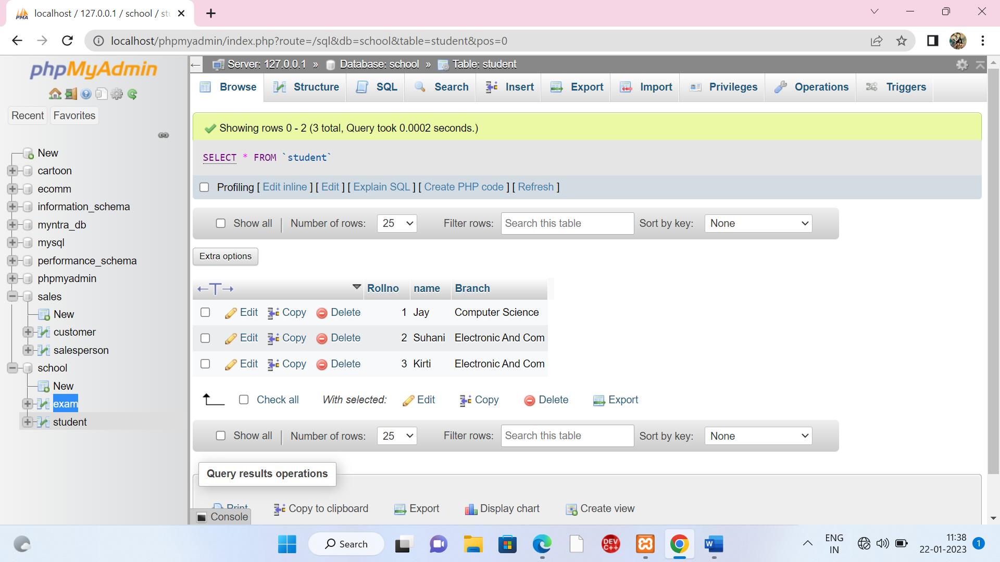 localhost / 127.0.0.1 / school / stu
localhost/phpmyadmin/index.php?route=/sql&db=school&table=student&pos=0
phpMyAdmin
Recent Favorites
New
cartoon
ecomm
information_schema
myntra_db
mysql
performance_schema
phpmyadmin
sales
New
customer
salesperson
school
New
exam
student
Server: 127.0.0.1 » Database: school » Table: student
Browse Structure SQL Search Insert Export Import Privileges Operations Triggers
Showing rows 0 - 2 (3 total, Query took 0.0002 seconds.)
SELECT * FROM `student`
Profiling [ Edit inline ] [ Edit ] [ Explain SQL ] [ Create PHP code ] [ Refresh ]
Show all Number of rows: 25 Filter rows: Search this table Sort by key: None
Extra options
Rollno name Branch
Edit Copy Delete 1 Jay Computer Science
Edit Copy Delete 2 Suhani Electronic And Com
Edit Copy Delete 3 Kirti Electronic And Com
Check all With selected: Edit Copy Delete Export
Show all Number of rows: 25 Filter rows: Search this table Sort by key: None
Query results operations
Print Copy to clipboard Export Display chart Create view
Console
Search
DEV C++
W
ENG
IN
11:38
22-01-2023
1